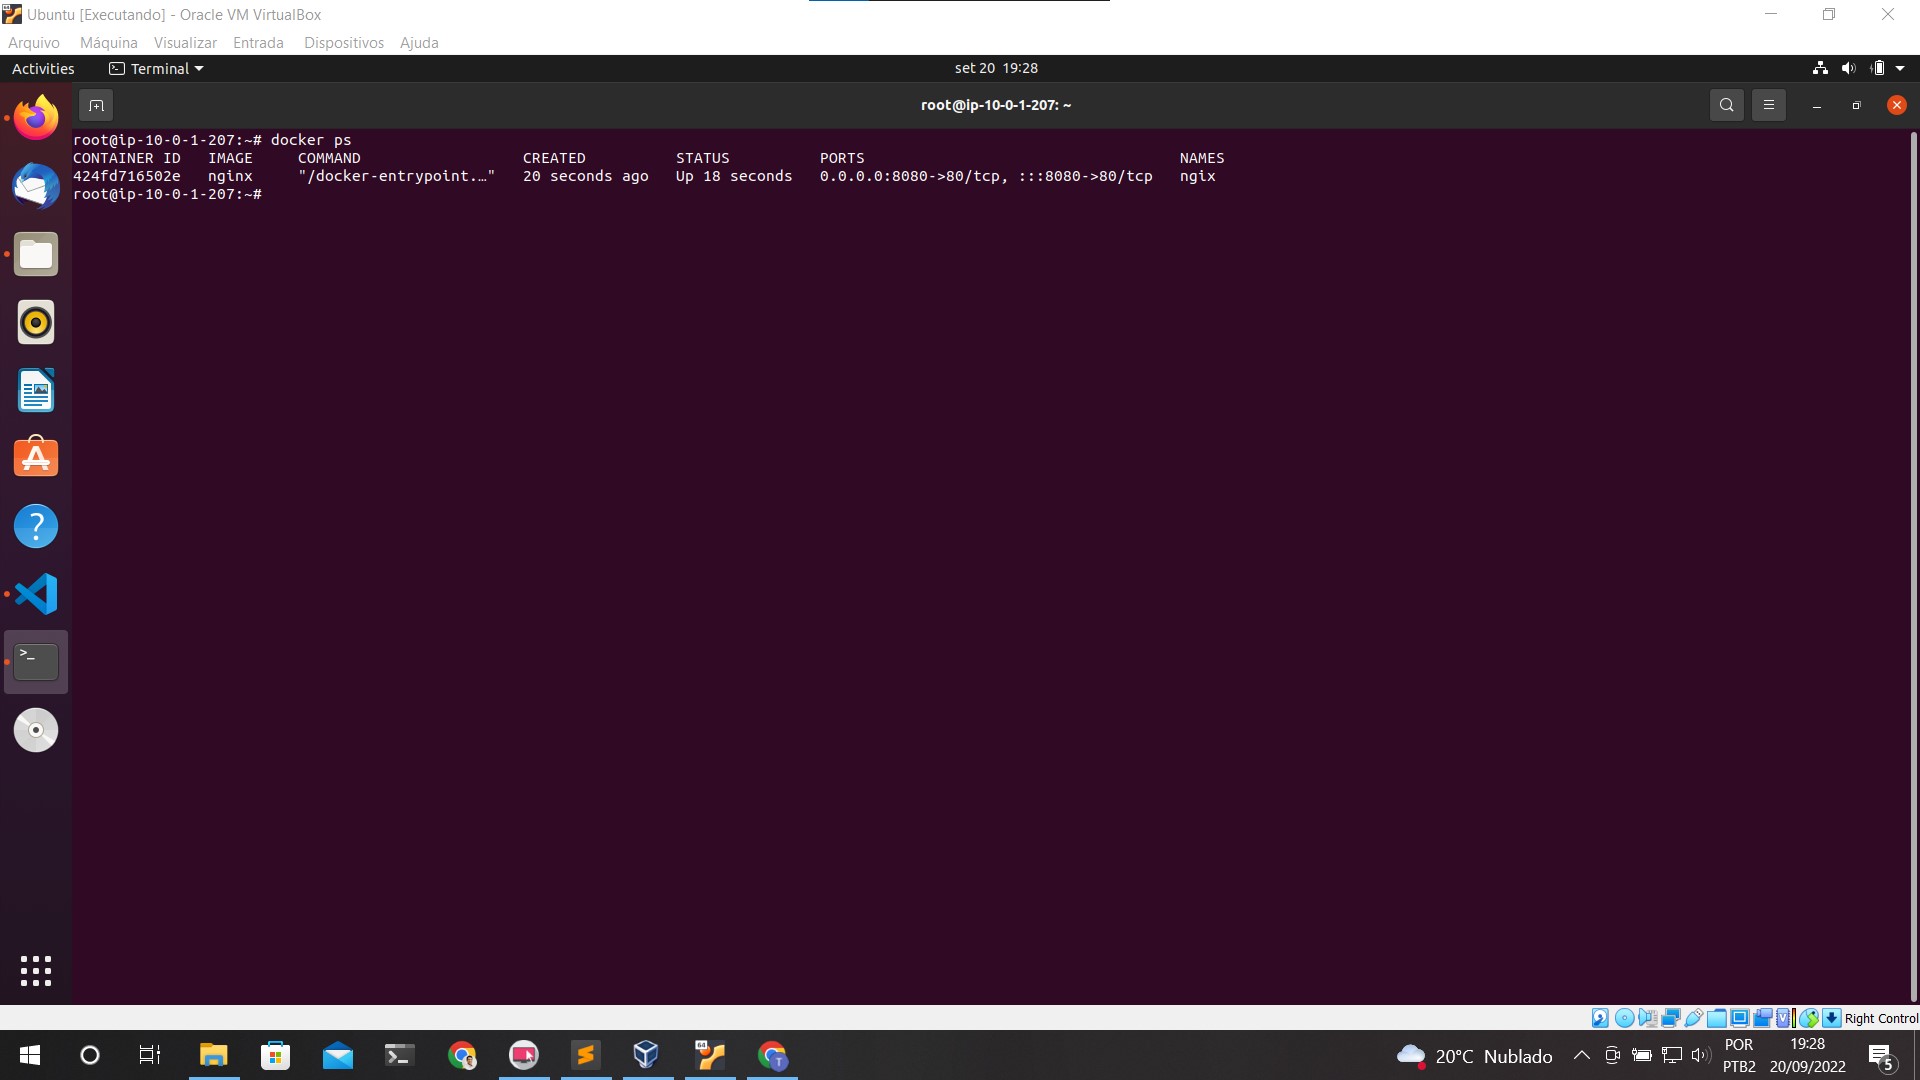 Ubuntu [Executando] - Oracle VM VirtualBox
Arquivo Máquina Visualizar Entrada Dispositivos Ajuda
Activities Terminal set 20 19:28
root@ip-10-0-1-207: ~
root@ip-10-0-1-207:~# docker ps
CONTAINER ID IMAGE COMMAND CREATED STATUS PORTS NAMES
424fd716502e nginx "/docker-entrypoint.…" 20 seconds ago Up 18 seconds 0.0.0.0:8080->80/tcp, :::8080->80/tcp ngix
root@ip-10-0-1-207:~#
Right Control
20°C Nublado
POR
PTB2
19:28
20/09/2022
5